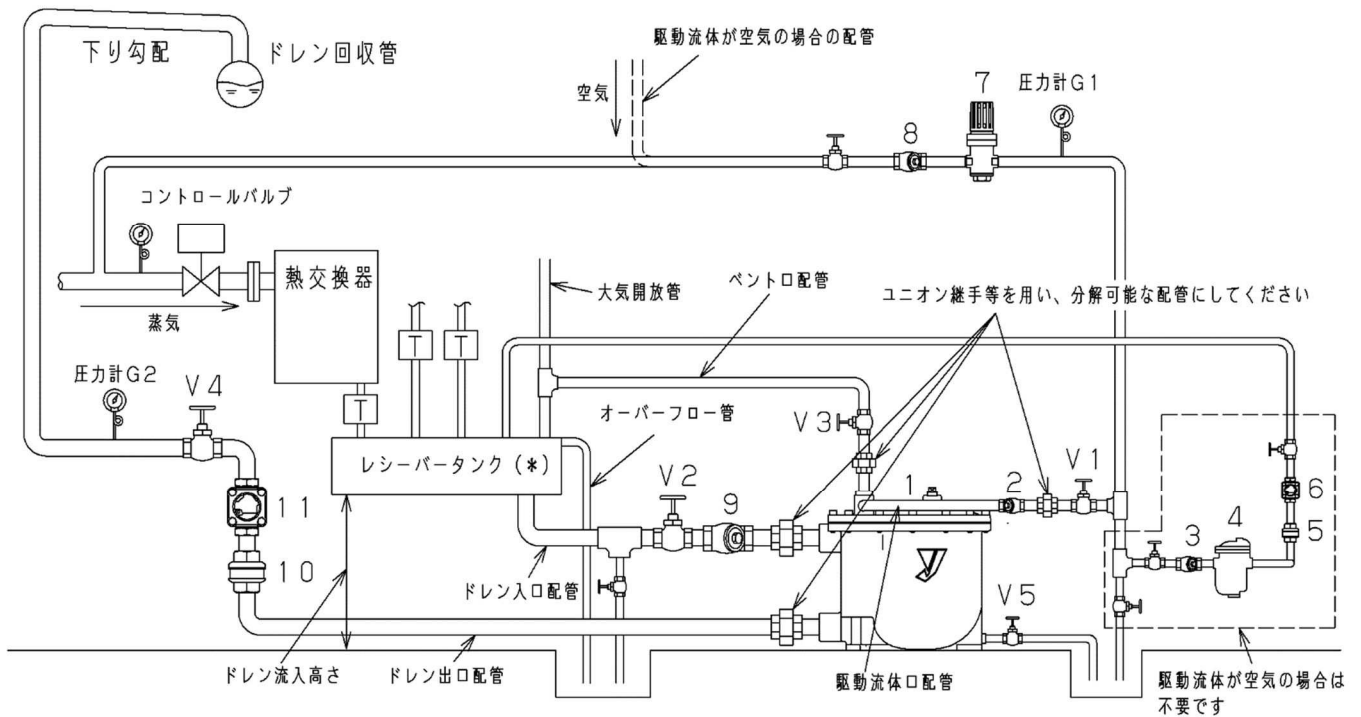 駆動流体が空気の場合の配管
下り勾配
ドレン回収管
7
圧力計G1
空気
8
コントロールバルブ
熱交換器
大気開放管
ベントロ配管
ユニオン継手等を用い、分解可能な配管にしてください
蒸気
T
T
圧力計G2
V4
T
オーバーフロー管
V3
レシーバータンク(*)
V2
1
2
V1
6
11
9
3
4
5
10
ドレン入口配管
V5
ドレン流入高さ
ドレン出口配管
駆動流体口配管
駆動流体が空気の場合は
不要です